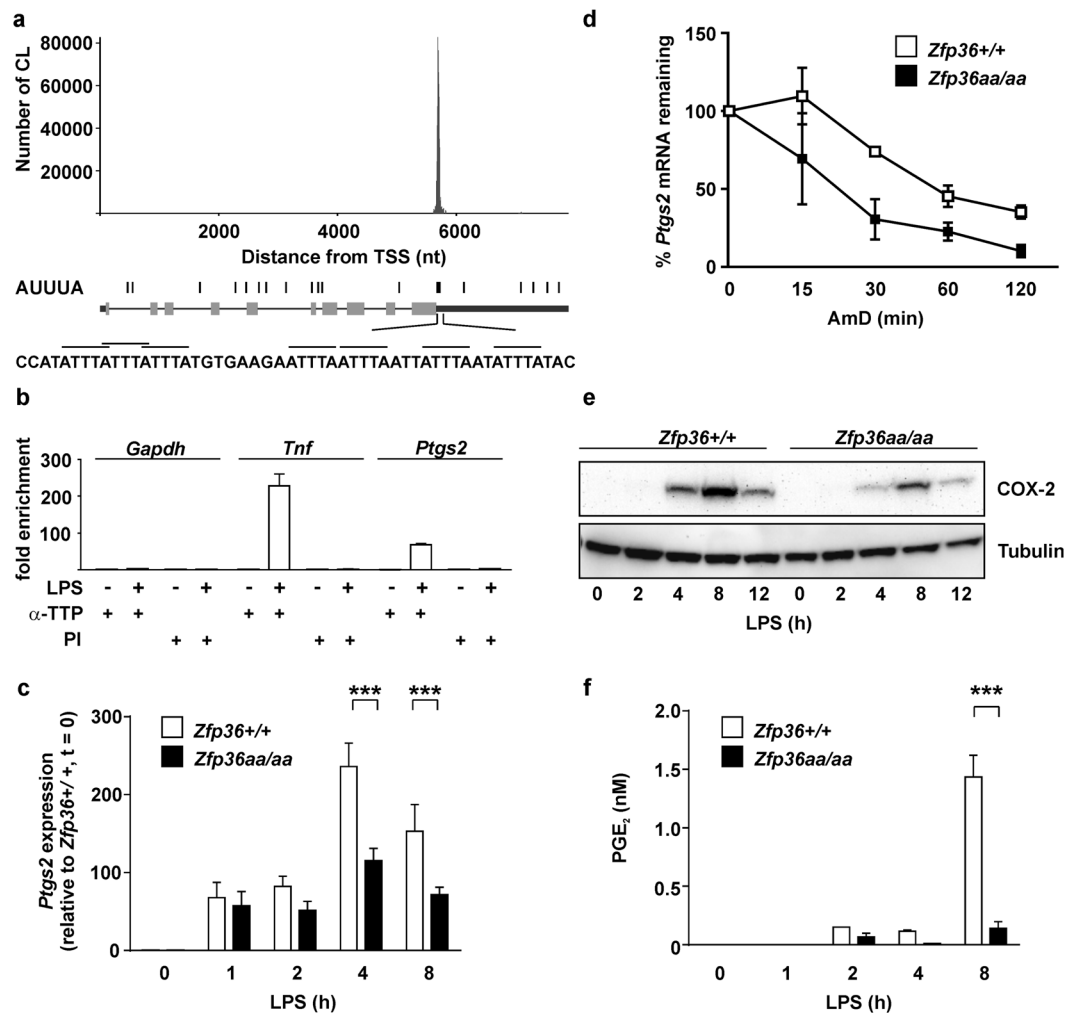 a
Number of CL
80000
60000
40000
20000
2000 4000 6000
Distance from TSS (nt)
AUUUA
CCATATTTATTTATTTATGTGAAGAATTTAATTTAATTATTTAATATTTATAC
b
fold enrichment
Gapdh Tnf Ptgs2
300
200
100
LPS - + - + - + - + - + - +
α-TTP + + + + + +
PI + + + + + +
c
Ptgs2 expression
(relative to Zfp36+/+, t = 0)
300
200
100
0
Zfp36+/+
Zfp36aa/aa
*** ***
0 1 2 4 8
LPS (h)
d
% Ptgs2 mRNA remaining
150
100
50
0
Zfp36+/+
Zfp36aa/aa
0 15 30 60 120
AmD (min)
e
Zfp36+/+ Zfp36aa/aa
COX-2
Tubulin
0 2 4 8 12 0 2 4 8 12
LPS (h)
f
PGE2 (nM)
2.0
1.5
1.0
0.5
0
Zfp36+/+
Zfp36aa/aa
***
0 1 2 4 8
LPS (h)